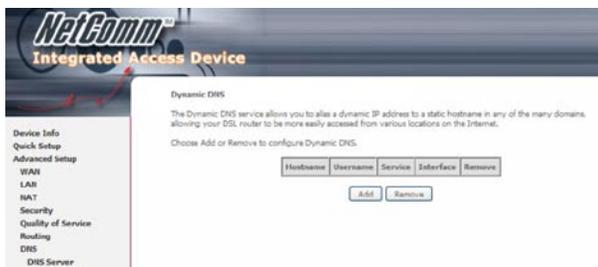 NetComm™
Integrated Access Device
Dynamic DNS
The Dynamic DNS service allows you to alias a dynamic IP address to a static hostname in any of the many domains,
allowing your DSL router to be more easily accessed from various locations on the Internet.
Choose Add or Remove to configure Dynamic DNS.
Hostname Username Service Interface Remove
Add Remove
Device Info
Quick Setup
Advanced Setup
WAN
LAN
NAT
Security
Quality of Service
Routing
DNS
DNS Server